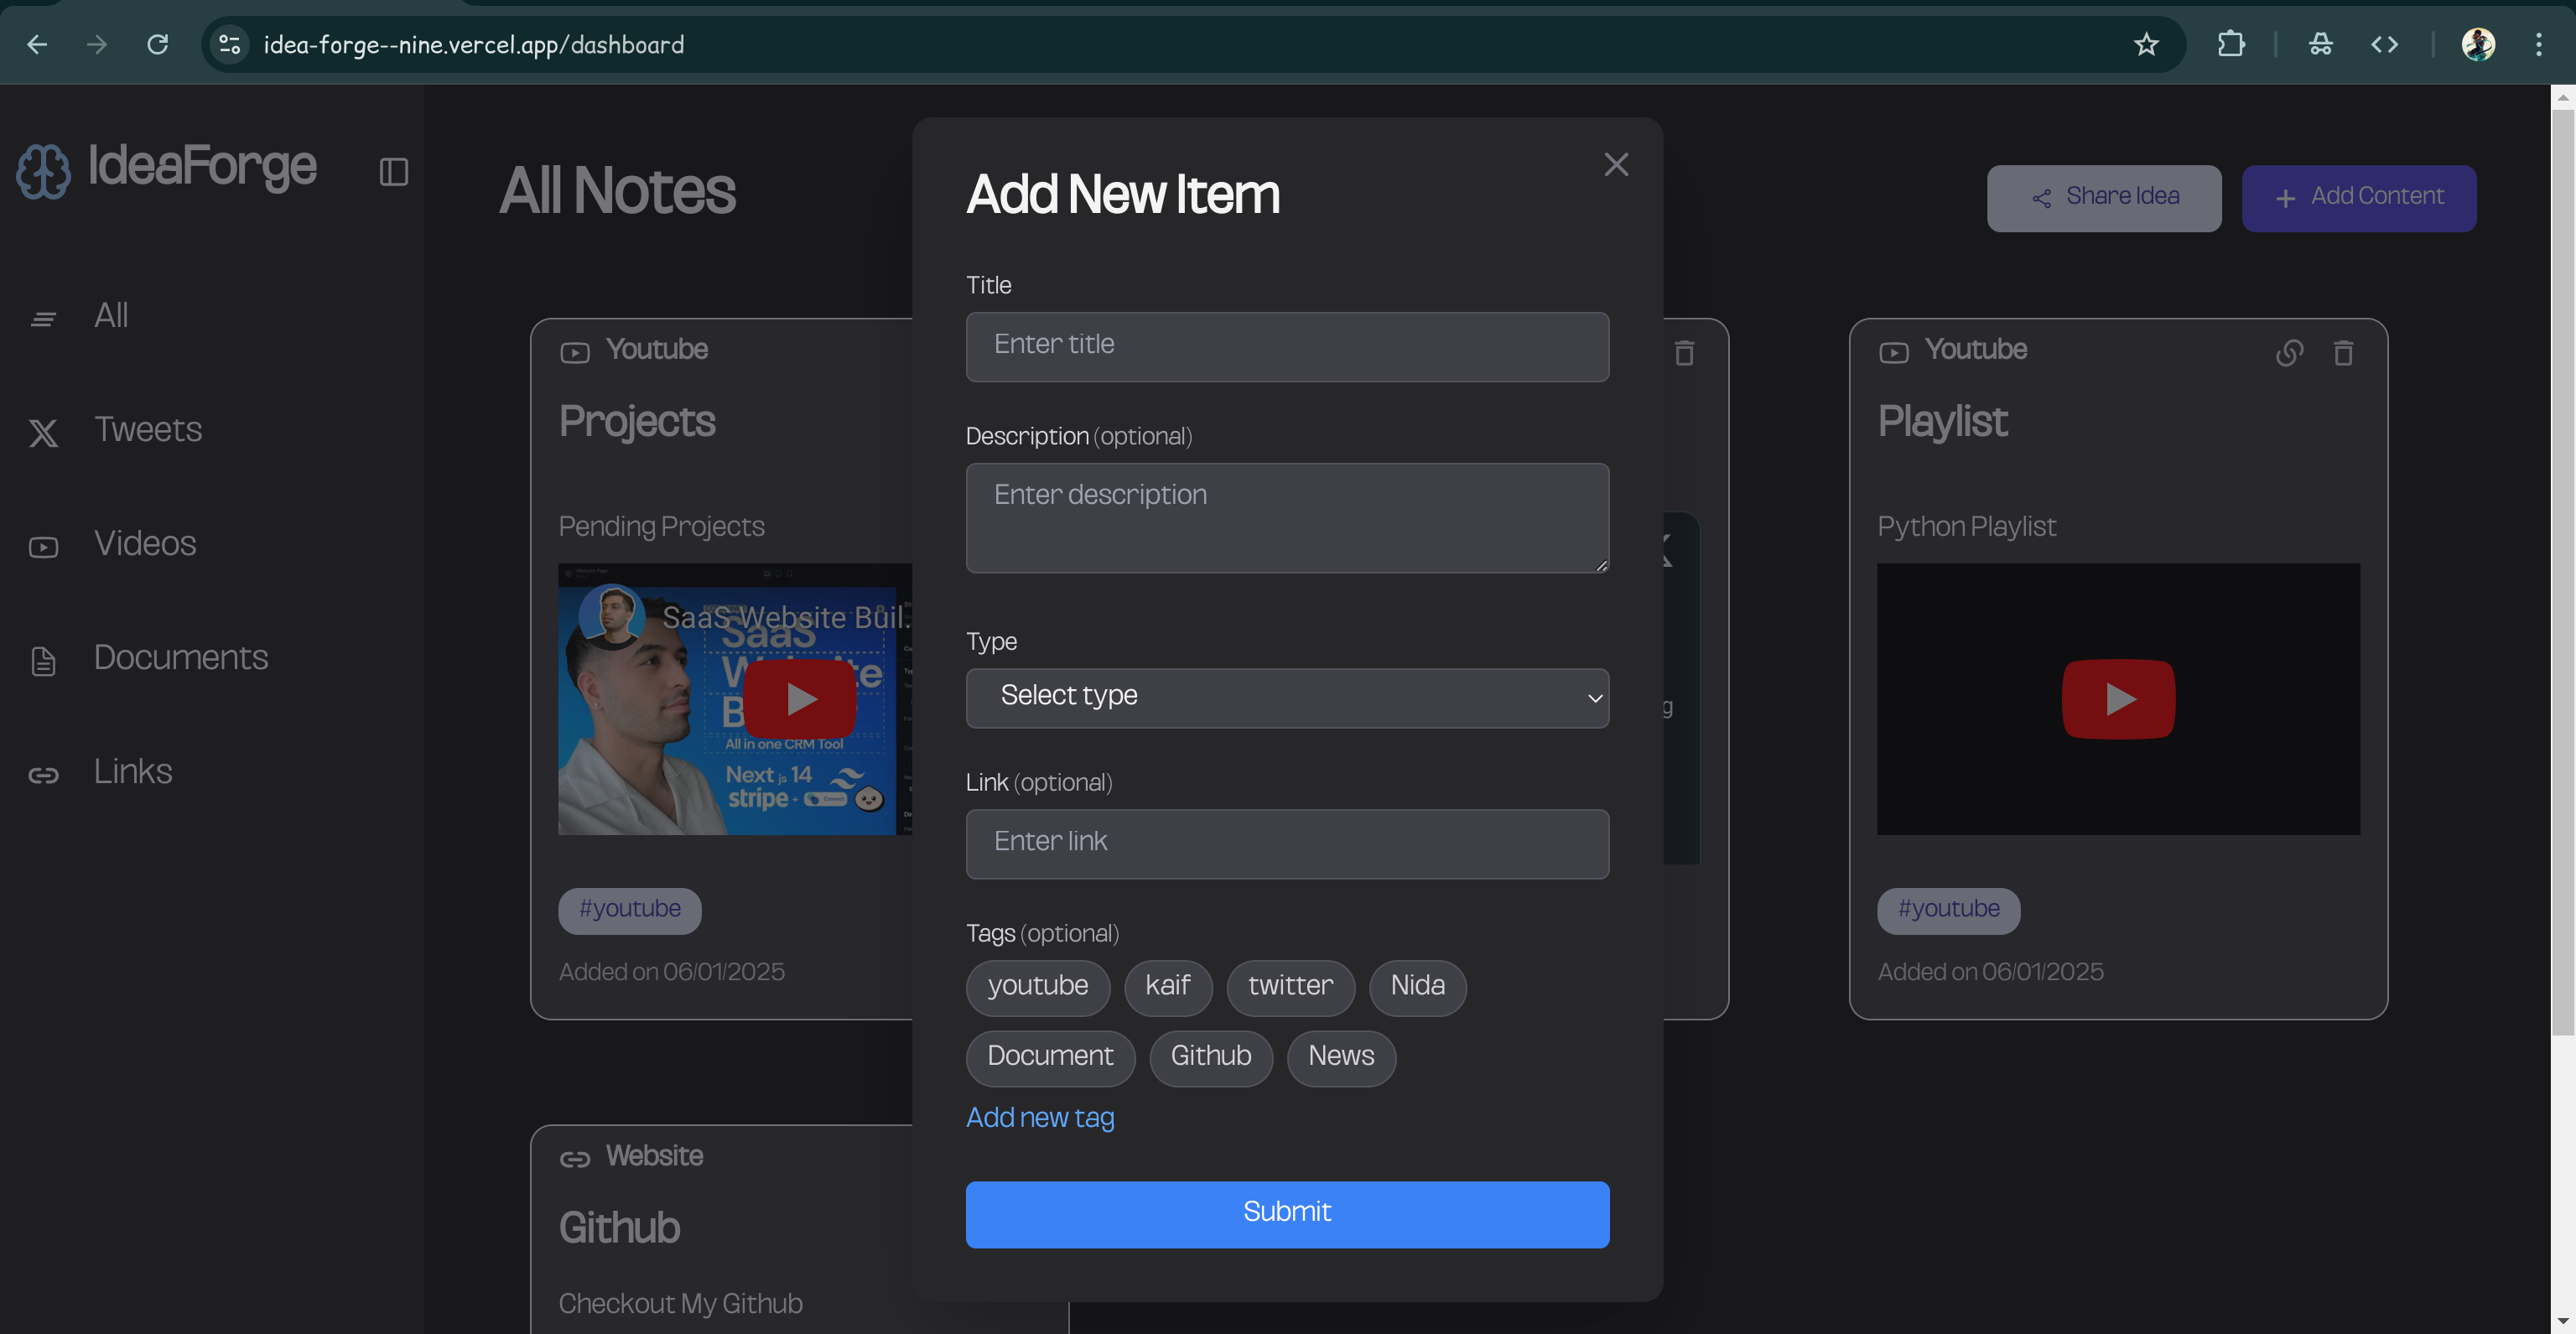 idea-forge--nine.vercel.app/dashboard
IdeaForge
All
Tweets
Videos
Documents
Links
All Notes
Share Idea
Add Content
Youtube
Projects
Pending Projects
SaaS Website Buil...
SaaS
Website
B
All in one CRM Tool
Next js 14
stripe +
#youtube
Added on 06/01/2025
Add New Item
Title
Enter title
Description (optional)
Enter description
Type
Select type
Link (optional)
Enter link
Tags (optional)
youtube kaif twitter Nida
Document Github News
Add new tag
Submit
g
Youtube
Playlist
Python Playlist
#youtube
Added on 06/01/2025
Website
Github
Checkout My Github